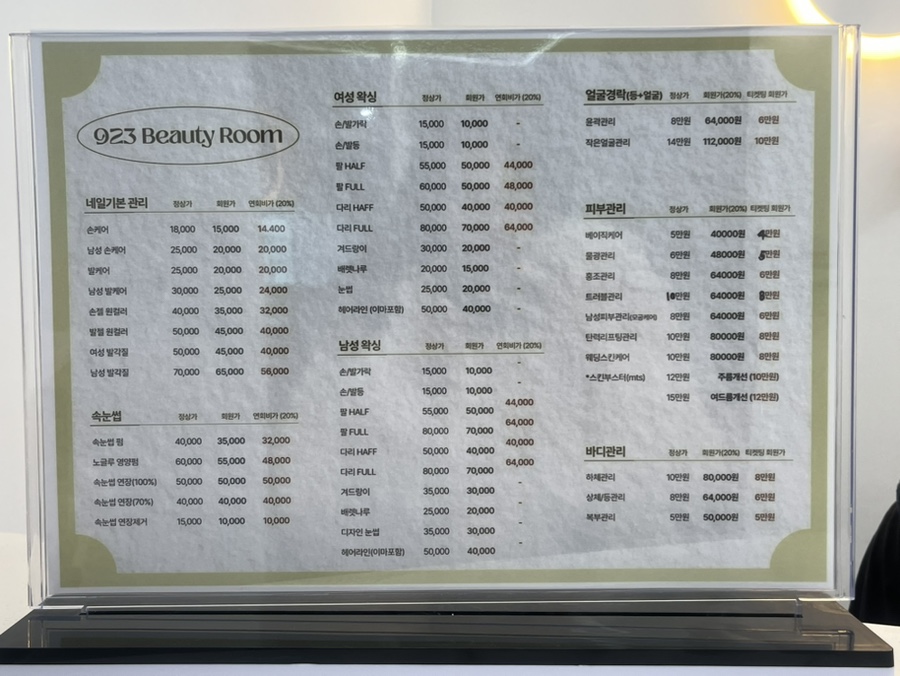 923 Beauty Room
네일기본 관리 정상가 회원가 연회비가 (20%)
손케어 18,000 15,000 14.400
남성 손케어 25,000 20,000 20,000
발케어 25,000 20,000 20,000
남성 발케어 30,000 25,000 24,000
손젤 원컬러 40,000 35,000 32,000
발젤 원컬러 50,000 45,000 40,000
여성 발각질 50,000 45,000 40,000
남성 발각질 70,000 65,000 56,000
속눈썹 정상가 회원가 연회비가 (20%)
속눈썹 펌 40,000 35,000 32,000
노글루 영양펌 60,000 55,000 48,000
속눈썹 연장(100%) 50,000 50,000 50,000
속눈썹 연장(70%) 40,000 40,000 40,000
속눈썹 연장제거 15,000 10,000 10,000
여성 왁싱 정상가 회원가 연회비가 (20%)
손/발가락 15,000 10,000 -
손/발등 15,000 10,000 -
팔 HALF 55,000 50,000 44,000
팔 FULL 60,000 50,000 48,000
다리 HAFF 50,000 40,000 40,000
다리 FULL 80,000 70,000 64,000
겨드랑이 30,000 20,000 -
배렛나루 20,000 15,000 -
눈썹 25,000 20,000 -
헤어라인 (이마포함) 50,000 40,000 -
남성 왁싱 정상가 회원가 연회비가 (20%)
손/발가락 15,000 10,000 -
손/발등 15,000 10,000 -
팔 HALF 55,000 50,000 44,000
팔 FULL 80,000 70,000 64,000
다리 HAFF 50,000 40,000 40,000
다리 FULL 80,000 70,000 64,000
겨드랑이 35,000 30,000 -
배렛나루 25,000 20,000 -
디자인 눈썹 35,000 30,000 -
헤어라인(이마포함) 50,000 40,000 -
얼굴경락(등+얼굴) 정상가 회원가(20%) 티켓팅 회원가
윤곽관리 8만원 64,000원 6만원
작은얼굴관리 14만원 112,000원 10만원
피부관리 정상가 회원가(20%) 티켓팅 회원가
베이직케어 5만원 40000원 4만원
물광관리 6만원 48000원 5만원
홍조관리 8만원 64000원 6만원
트러블관리 10만원 64000원 8만원
남성피부관리(모공케어) 8만원 64000원 6만원
탄력리프팅관리 10만원 80000원 8만원
웨딩스킨케어 10만원 80000원 8만원
*스킨부스터(mts) 12만원 주름개선 (10만원)
15만원 여드름개선 (12만원)
바디관리 정상가 회원가(20%) 티켓팅 회원가
하체관리 10만원 80,000원 8만원
상체/등관리 8만원 64,000원 6만원
복부관리 5만원 50,000원 5만원